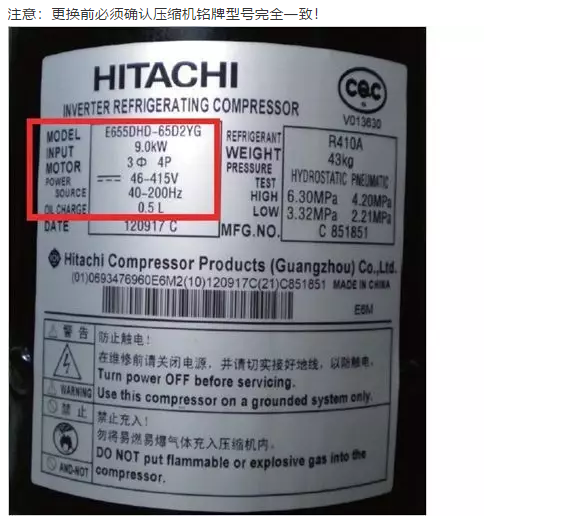 注意：更换前必须确认压缩机铭牌型号完全一致！
HITACHI
CQC
INVERTER REFRIGERATING COMPRESSOR
V013630
MODEL E655DHD-65D2YG
INPUT 9.0kW
MOTOR 3Φ 4P
POWER SOURCE 46-415V
40-200Hz
OIL CHARGE 0.5 L
DATE 120917 C
REFRIGERANT R410A
WEIGHT 43kg
PRESSURE TEST HYDROSTATIC PNEUMATIC
HIGH 6.30MPa 4.20MPa
LOW 3.32MPa 2.21MPa
MFG.NO. C 851851
Hitachi Compressor Products (Guangzhou) Co.,Ltd.
(01)0693476960E6M2(10)120917C(21)C851851 MADE IN CHINA
E6M
警告 防止触电！
在维修前请关闭电源，并请切实接好地线，以防触电。
Turn power OFF before servicing.
WARNING Use this compressor on a grounded system only.
禁止 禁止充入！
勿将易燃易爆气体充入压缩机内。
DO NOT put flammable or explosive gas into the
AND-NOT compressor.